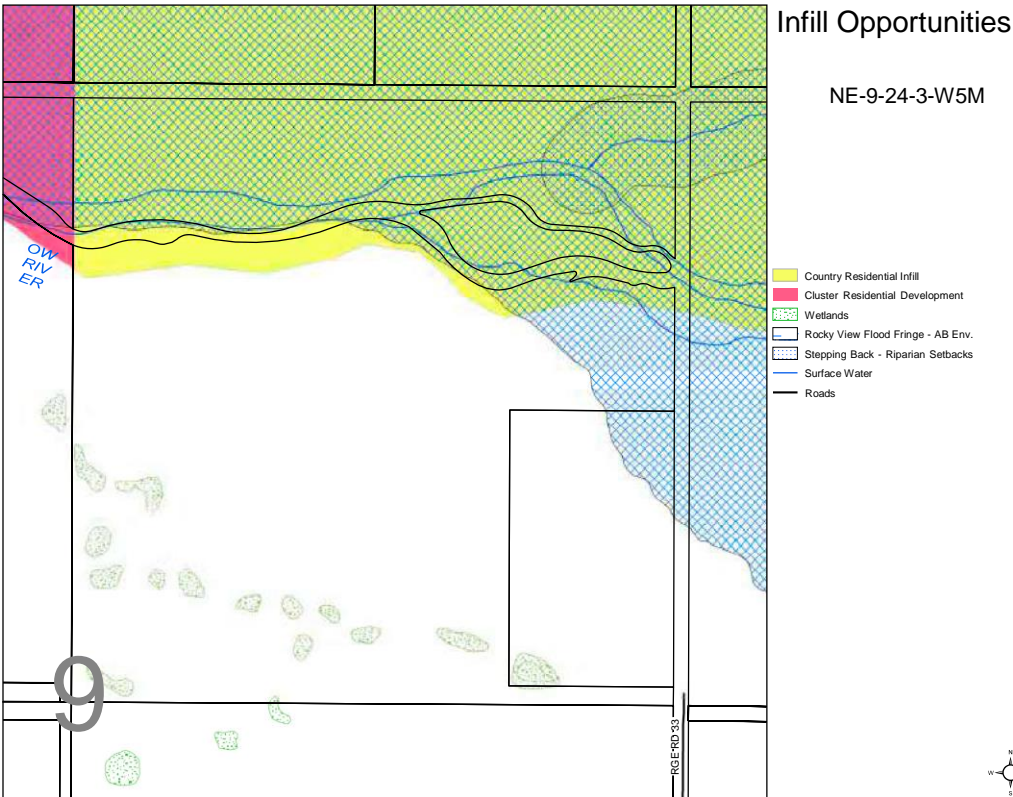 Infill Opportunities
NE-9-24-3-W5M
OW
RIV
ER
Country Residential Infill
Cluster Residential Development
Wetlands
Rocky View Flood Fringe - AB Env.
Stepping Back - Riparian Setbacks
Surface Water
Roads
9
RGE RD 33
N
W
S